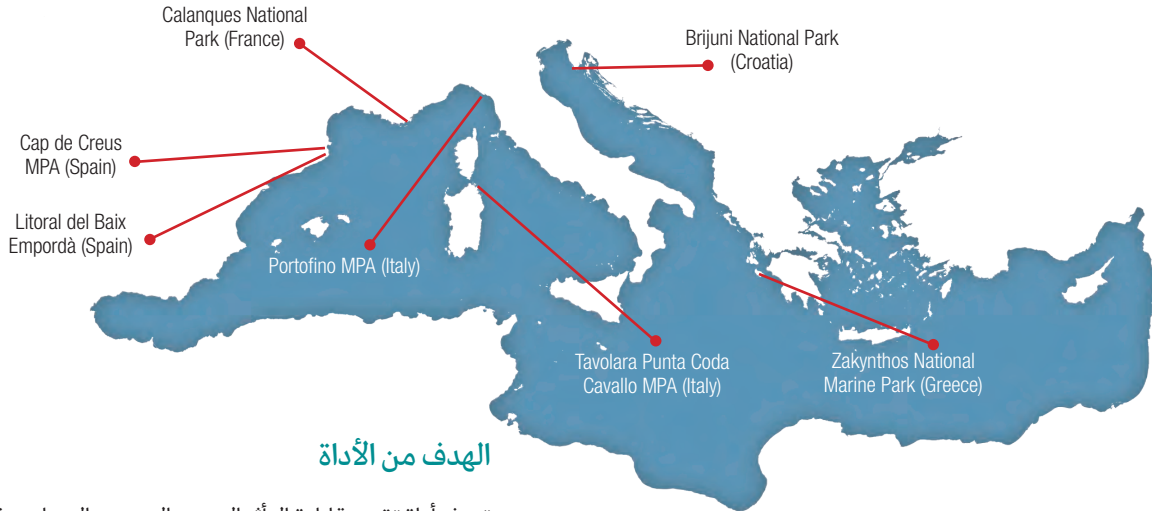 Calanques National
Park (France)
Brijuni National Park
(Croatia)
Cap de Creus
MPA (Spain)
Litoral del Baix
Empordà (Spain)
Portofino MPA (Italy)
Tavolara Punta Coda
Cavallo MPA (Italy)
Zakynthos National
Marine Park (Greece)
الهدف من الأداة